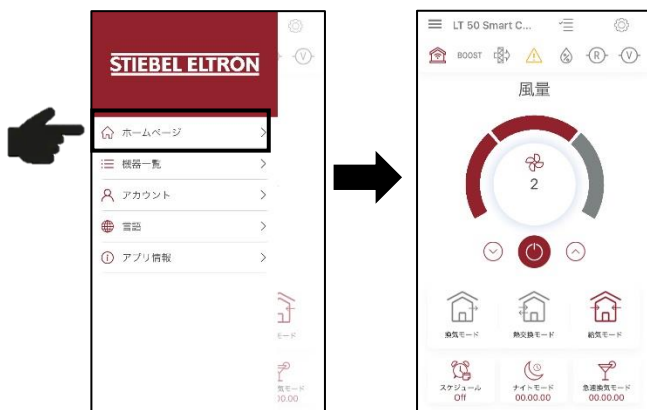 STIEBEL ELTRON
ホームページ
機器一覧
アカウント
言語
アプリ情報
V
LT 50 Smart C...
BOOST
R
V
風量
2
換気モード
熱交換モード
給気モード
スケジュール
Off
ナイトモード
00.00.00
急速換気モード
00.00.00